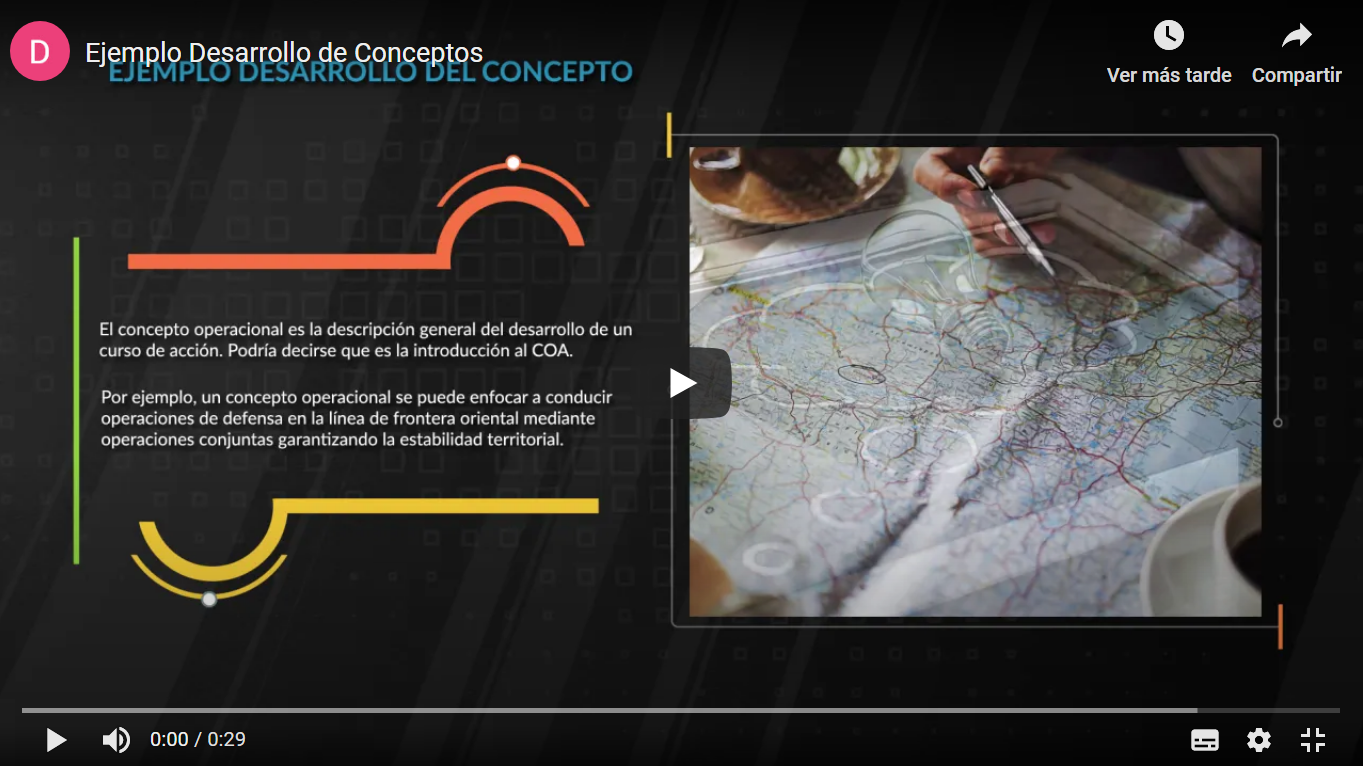 D
Ejemplo Desarrollo de Conceptos
Ver más tarde
Compartir
EJEMPLO DESARROLLO DEL CONCEPTO
El concepto operacional es la descripción general del desarrollo de un
curso de acción. Podría decirse que es la introducción al COA.
Por ejemplo, un concepto operacional se puede enfocar a conducir
operaciones de defensa en la línea de frontera oriental mediante
operaciones conjuntas garantizando la estabilidad territorial.
0:00 / 0:29